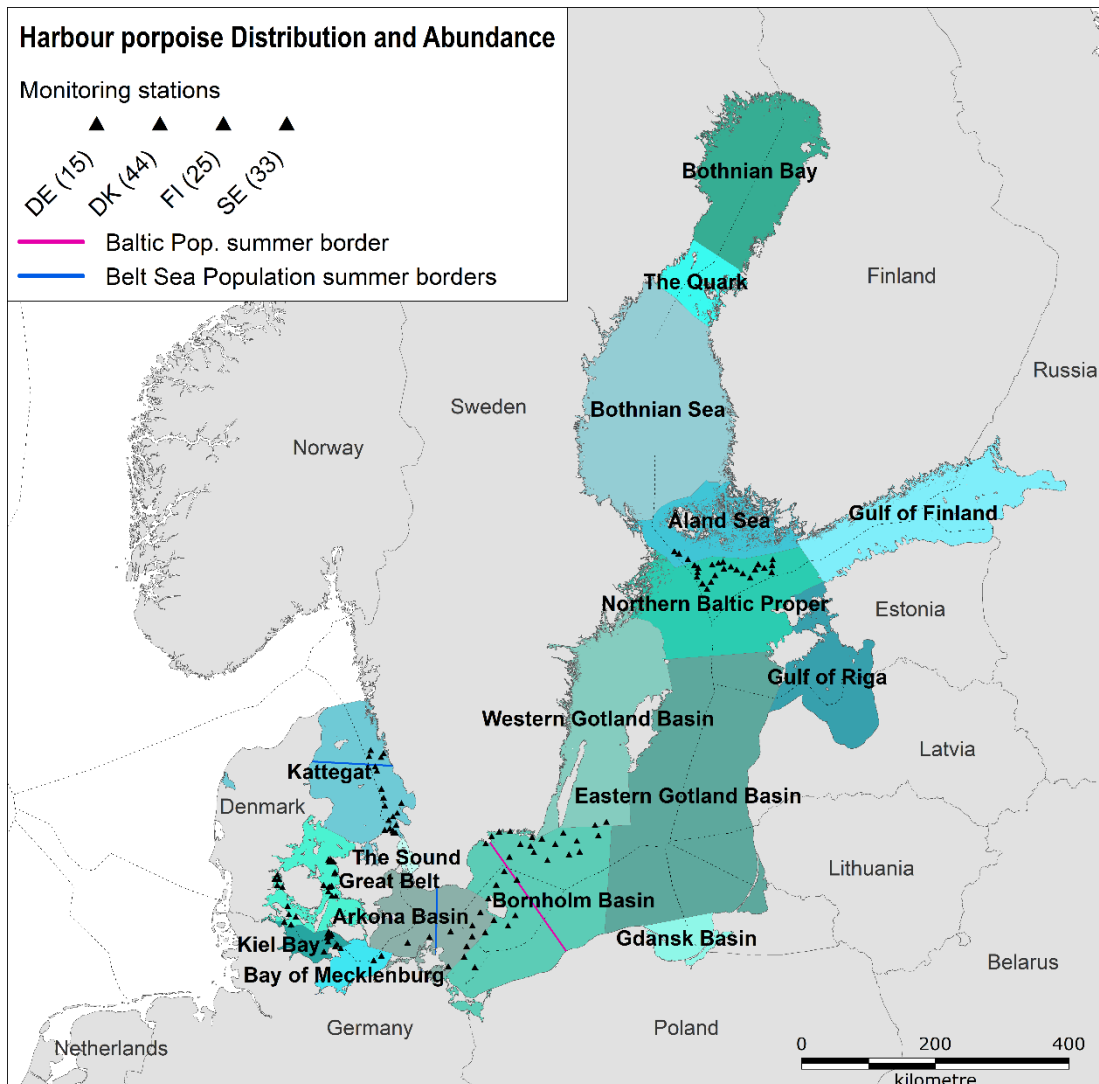 Harbour porpoise Distribution and Abundance
Monitoring stations
DE (15)
DK (44)
FI (25)
SE (33)
Baltic Pop. summer border
Belt Sea Population summer borders
Bothnian Bay
The Quark
Finland
Russia
Bothnian Sea
Sweden
Norway
Gulf of Finland
Aland Sea
Northern Baltic Proper
Estonia
Gulf of Riga
Western Gotland Basin
Latvia
Kattegat
Denmark
Eastern Gotland Basin
The Sound
Lithuania
Great Belt
Bornholm Basin
Arkona Basin
Kiel Bay
Gdansk Basin
Bay of Mecklenburg
Belarus
Germany
Poland
Netherlands
0 200 400
kilometre